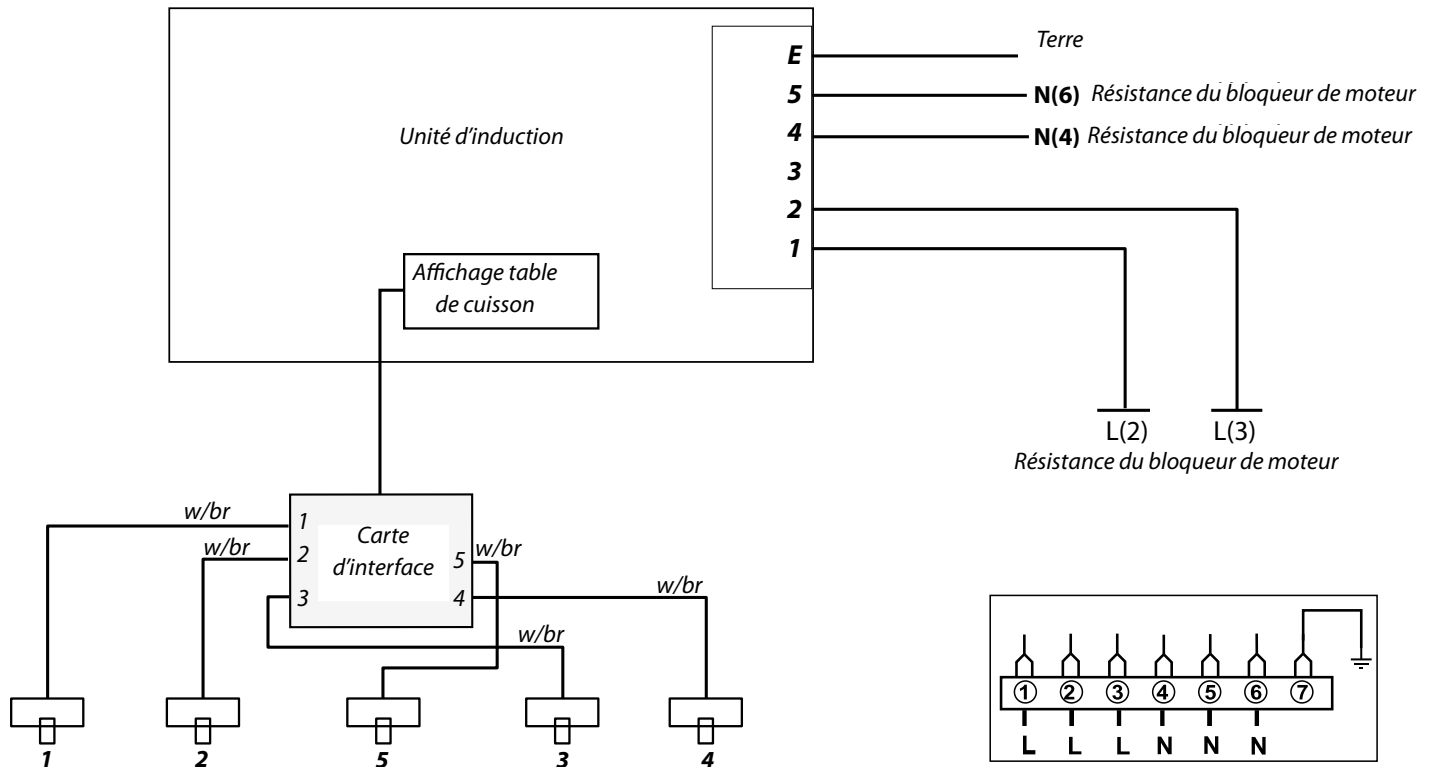 E
Terre
5
N(6) Résistance du bloqueur de moteur
4
N(4) Résistance du bloqueur de moteur
3
2
1
Unité d'induction
Affichage table
de cuisson
L(2)
L(3)
Résistance du bloqueur de moteur
w/br
w/br
w/br
w/br
w/br
1
2
3
5
4
Carte
d'interface
1
2
5
3
4
① ② ③ ④ ⑤ ⑥ ⑦
L L L N N N